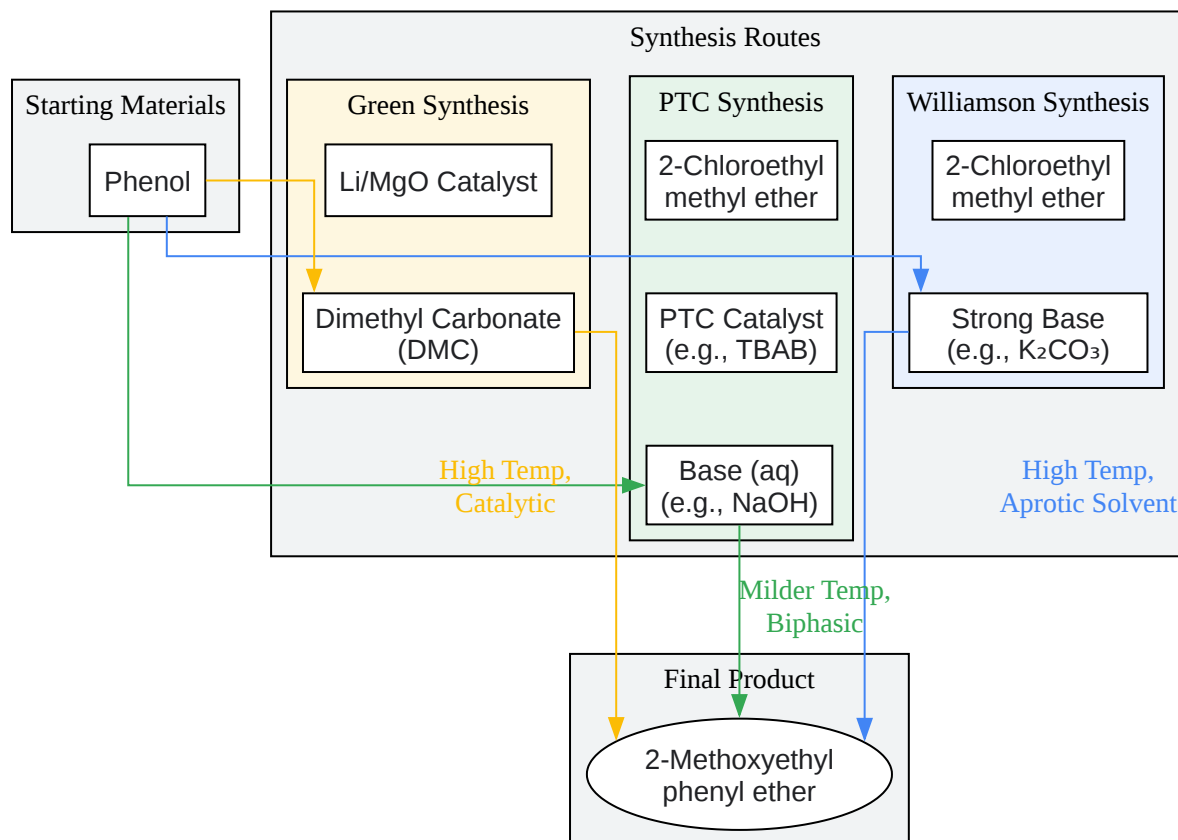 Synthesis Routes
Starting Materials
Green Synthesis
PTC Synthesis
Williamson Synthesis
Phenol
Li/MgO Catalyst
2-Chloroethyl
methyl ether
2-Chloroethyl
methyl ether
Dimethyl Carbonate
(DMC)
PTC Catalyst
(e.g., TBAB)
Strong Base
(e.g., K₂CO₃)
High Temp,
Catalytic
Base (aq)
(e.g., NaOH)
High Temp,
Aprotic Solvent
Milder Temp,
Biphasic
Final Product
2-Methoxyethyl
phenyl ether